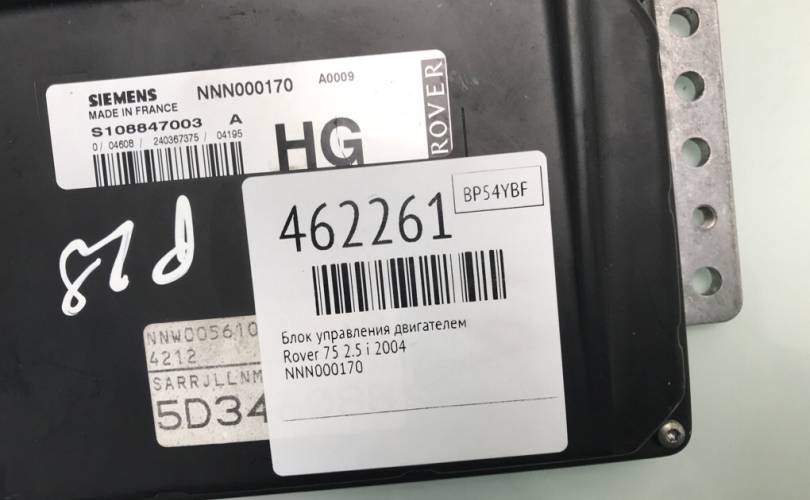 SIEMENS NNN000170 A0009
MADE IN FRANCE
S108847003 A
0/ 04608/ 240367375/ 04195
HG
ROVER
462261
BP54YBF
Блок управления двигателем
Rover 75 2.5 i 2004
NNN000170
NNW005610
4212
SARRJLLNM
5D34